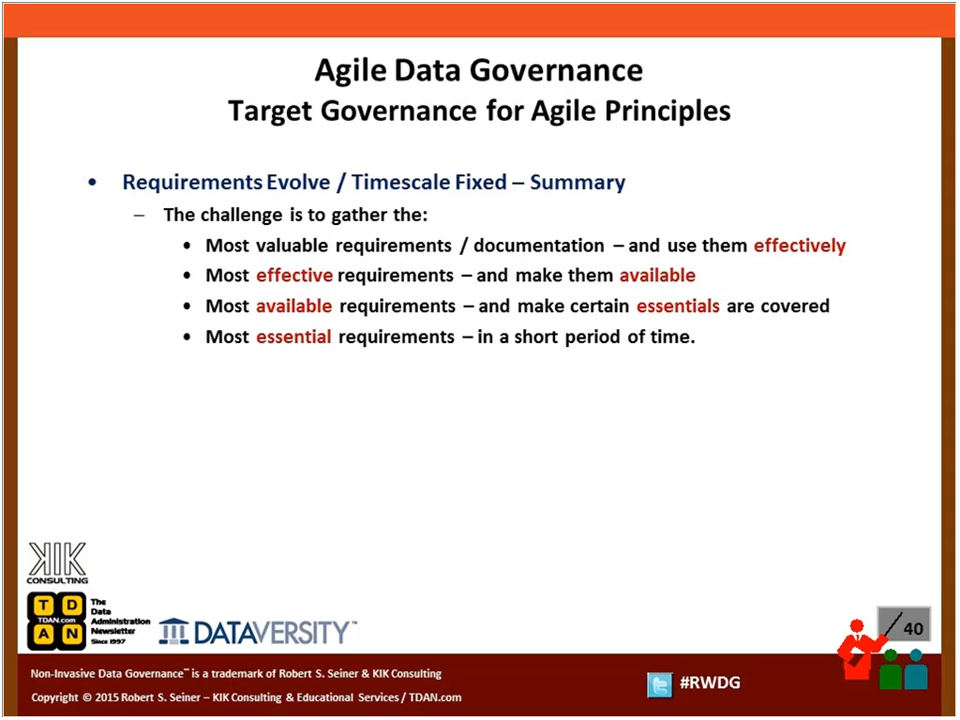 Agile Data Governance
Target Governance for Agile Principles
• Requirements Evolve / Timescale Fixed – Summary
– The challenge is to gather the:
• Most valuable requirements / documentation – and use them effectively
• Most effective requirements – and make them available
• Most available requirements – and make certain essentials are covered
• Most essential requirements – in a short period of time.
KIK
CONSULTING
T D
TDAN.com
A N
The
Data
Administration
Newsletter
Since 1997
DATAVERSITY™
/ 40
Non-Invasive Data Governance™ is a trademark of Robert S. Seiner & KIK Consulting
Copyright © 2015 Robert S. Seiner – KIK Consulting & Educational Services / TDAN.com
#RWDG